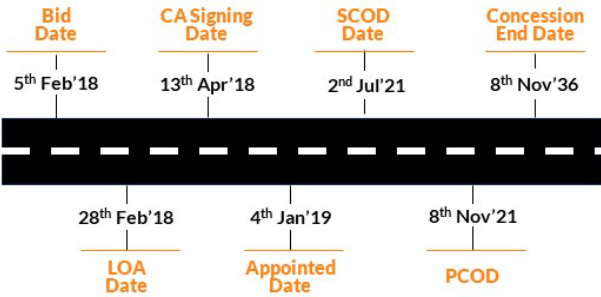 Bid
Date
5th Feb'18
CA Signing
Date
13th Apr'18
SCOD
Date
2nd Jul'21
Concession
End Date
8th Nov'36
28th Feb'18
LOA
Date
4th Jan'19
Appointed
Date
8th Nov'21
PCOD